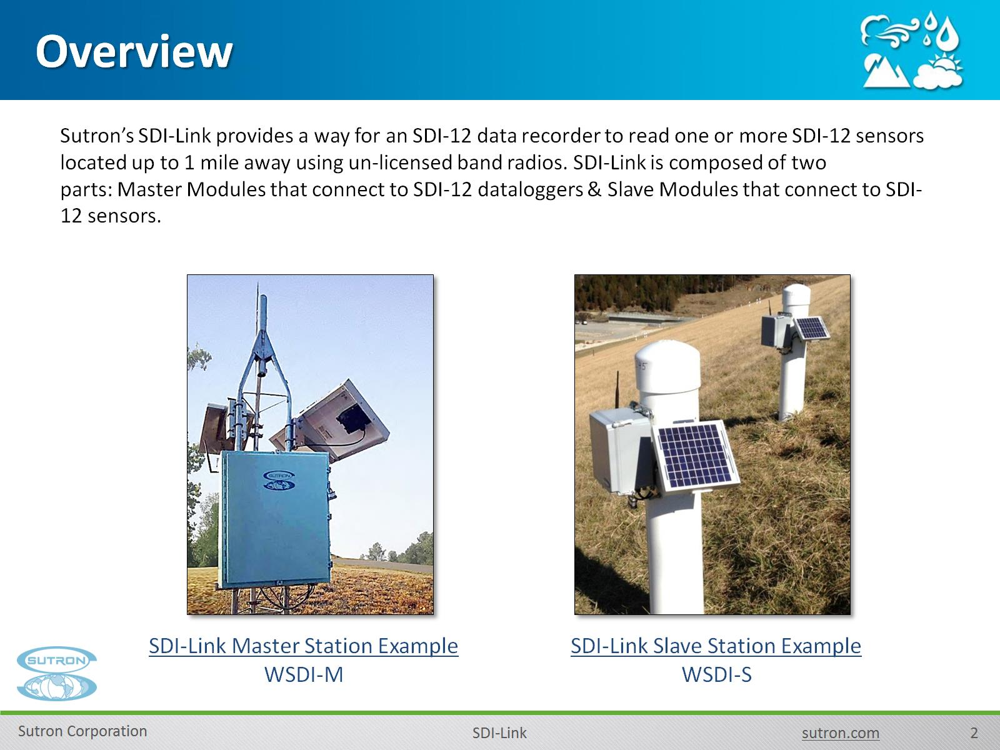 Overview
Sutron’s SDI-Link provides a way for an SDI-12 data recorder to read one or more SDI-12 sensors
located up to 1 mile away using un-licensed band radios. SDI-Link is composed of two
parts: Master Modules that connect to SDI-12 dataloggers & Slave Modules that connect to SDI-
12 sensors.
SUTRON
45
SDI-Link Master Station Example
WSDI-M
SDI-Link Slave Station Example
WSDI-S
SUTRON
Sutron Corporation
SDI-Link
sutron.com
2